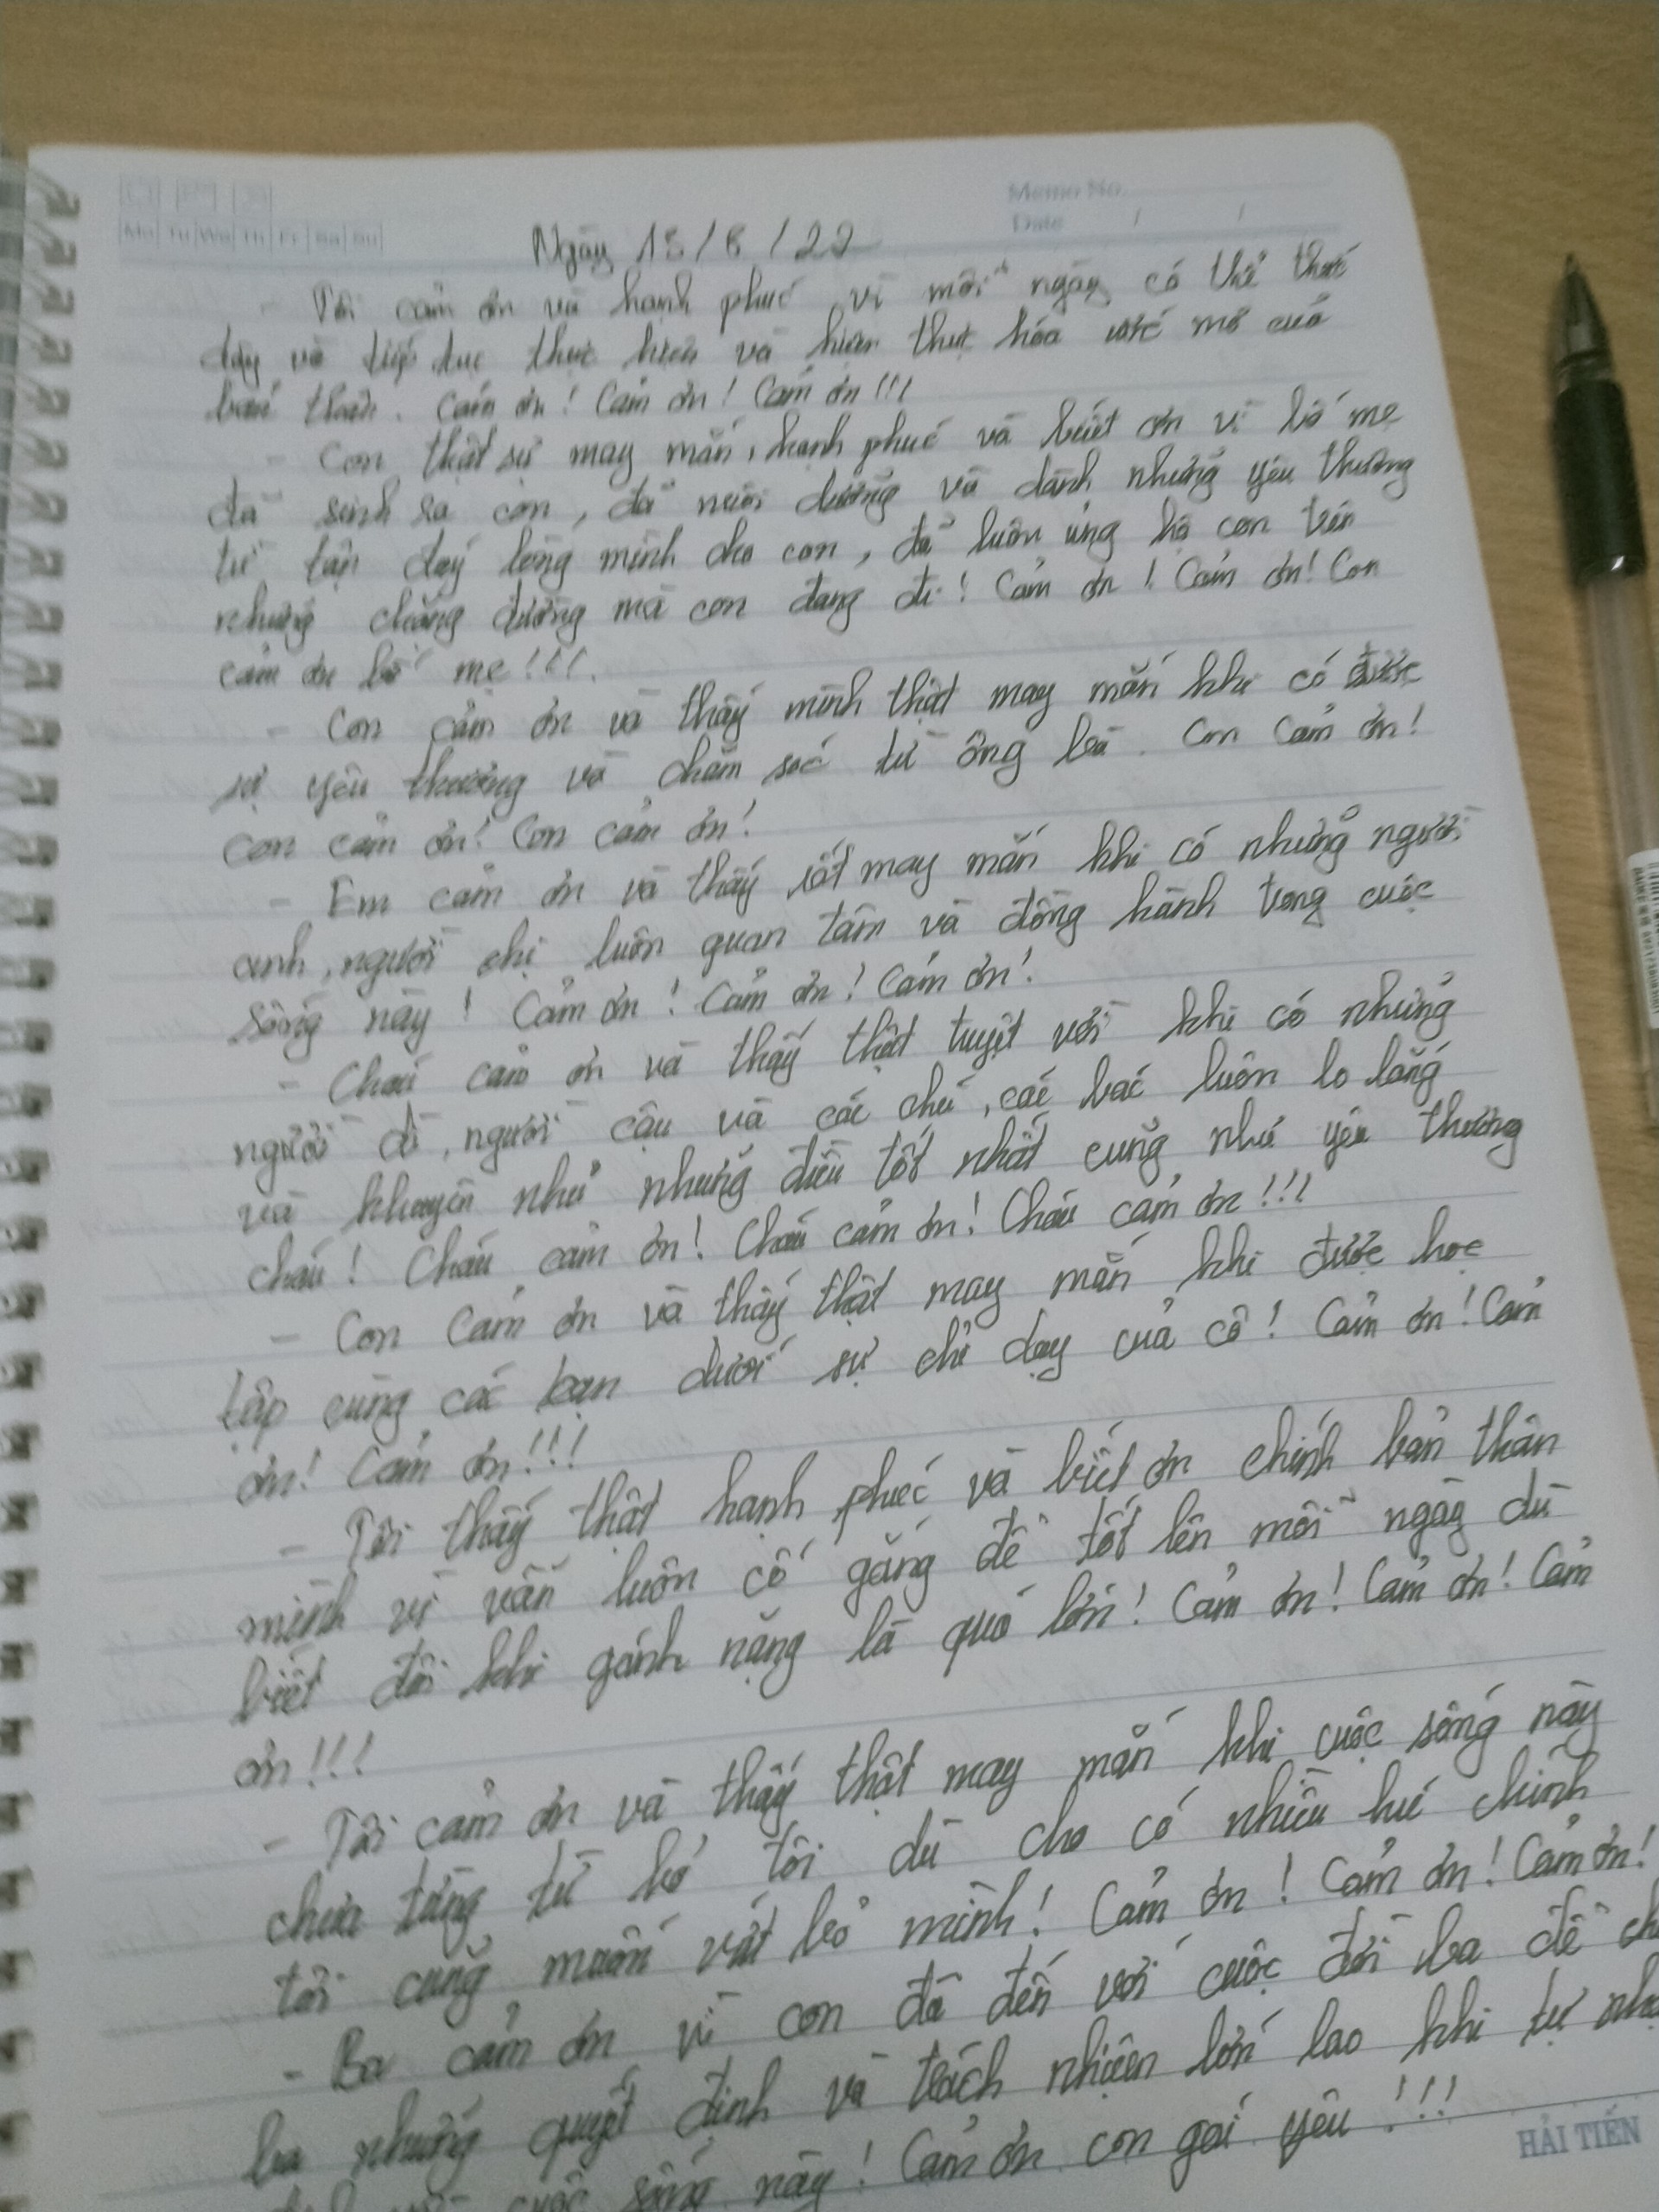 Mo Tu We Th Fr Sa Su
Memo No.
Date / /
Ngày 18/8/22
- Tôi cảm ơn và hạnh phúc vì mỗi ngày có thể thức
dậy và tiếp tục thực hiện và hiện thực hóa ước mơ của
bản thân. Cảm ơn! Cảm ơn! Cảm ơn!!!
- Con thật sự may mắn, hạnh phúc và biết ơn vì bố mẹ
đã sinh ra con, đã nuôi dưỡng và dành những yêu thương
từ tận đáy lòng mình cho con, đã luôn ủng hộ con trên
những chặng đường mà con đang đi! Cảm ơn! Cảm ơn! Con
cảm ơn bố mẹ!!!.
- Con cảm ơn và thấy mình thật may mắn khi có được
sự yêu thương và chăm sóc từ ông bà. Con cảm ơn!
Con cảm ơn! Con cảm ơn!
- Em cảm ơn và thấy rất may mắn khi có những người
anh, người chị luôn quan tâm và đồng hành trong cuộc
sống này! Cảm ơn! Cảm ơn! Cảm ơn!
- Cháu cảm ơn và thấy thật tuyệt vời khi có những
người dì, người cậu và các chú, các bác luôn lo lắng
và khuyên nhủ những điều tốt nhất cũng như yêu thương
cháu! Cháu cảm ơn! Cháu cảm ơn! Cháu cảm ơn!!!
- Con cảm ơn và thấy thật may mắn khi được học
tập cùng các bạn dưới sự chỉ dạy của cô! Cảm ơn! Cảm
ơn! Cảm ơn!!!
- Tôi thấy thật hạnh phúc và biết ơn chính bản thân
mình vì vẫn luôn cố gắng để tốt lên mỗi ngày dù
biết đôi khi gánh nặng là quá lớn! Cảm ơn! Cảm ơn! Cảm
ơn!!!
- Tôi cảm ơn và thấy thật may mắn khi cuộc sống này
chưa từng từ bỏ tôi dù cho có nhiều lúc chính
tôi cũng muốn vứt bỏ mình! Cảm ơn! Cảm ơn! Cảm ơn!
- Ba cảm ơn vì con đã đến với cuộc đời ba để
ba những quyết định và trách nhiệm lớn lao khi tự
cuộc sống này! Cảm ơn con gái yêu!!!
HẢI TIẾN